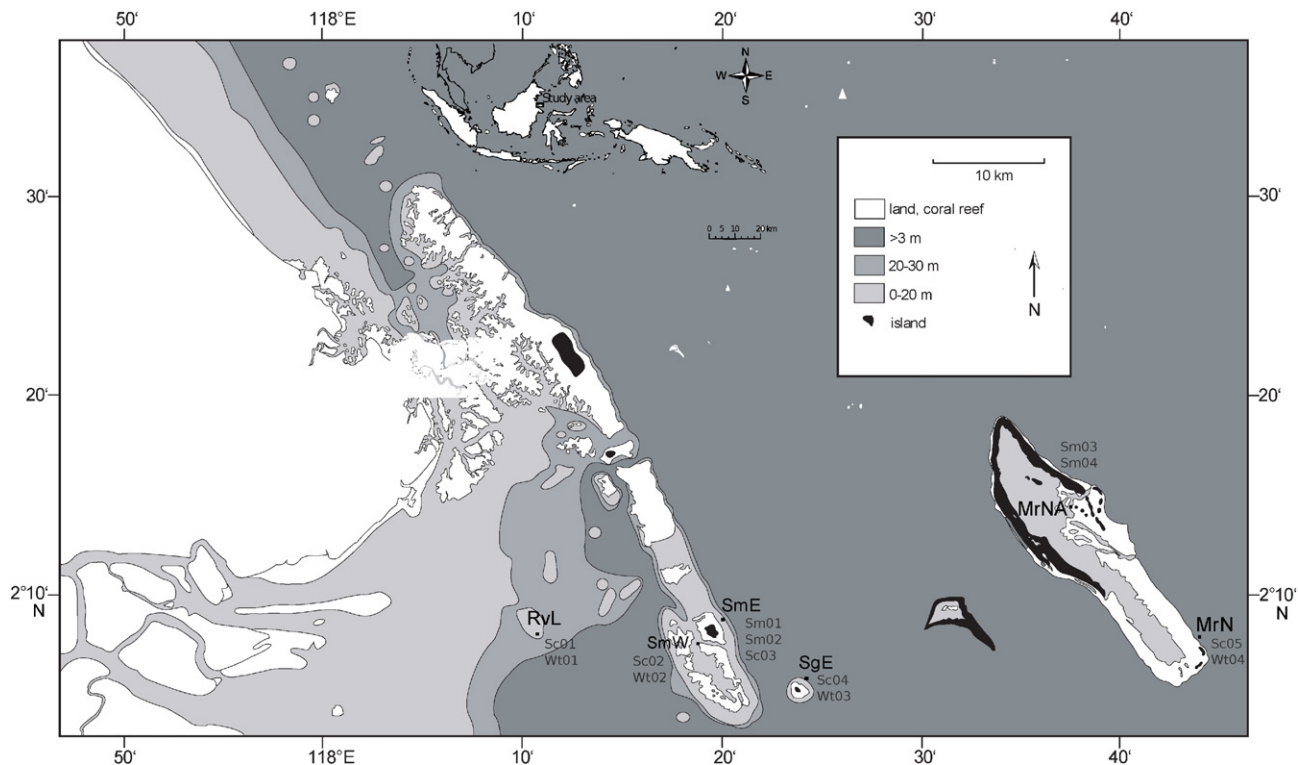 50‘ 118°E 10‘ 20‘ 30‘ 40‘
N
W E
S
Study area
10 km
30‘ 30‘
land, coral reef
>3 m
0 5 10 20 km
20-30 m
0-20 m
N
island
20‘ 20‘
Sm03
Sm04
MrNA
2°10‘
N
10‘
N
SmE
RvL
Sm01
MrN
SmW
Sm02
Sc01
Sc05
Wt01
Sc03
Wt04
Sc02
SgE
Wt02
Sc04
Wt03
50‘ 118°E 10‘ 20‘ 30‘ 40‘